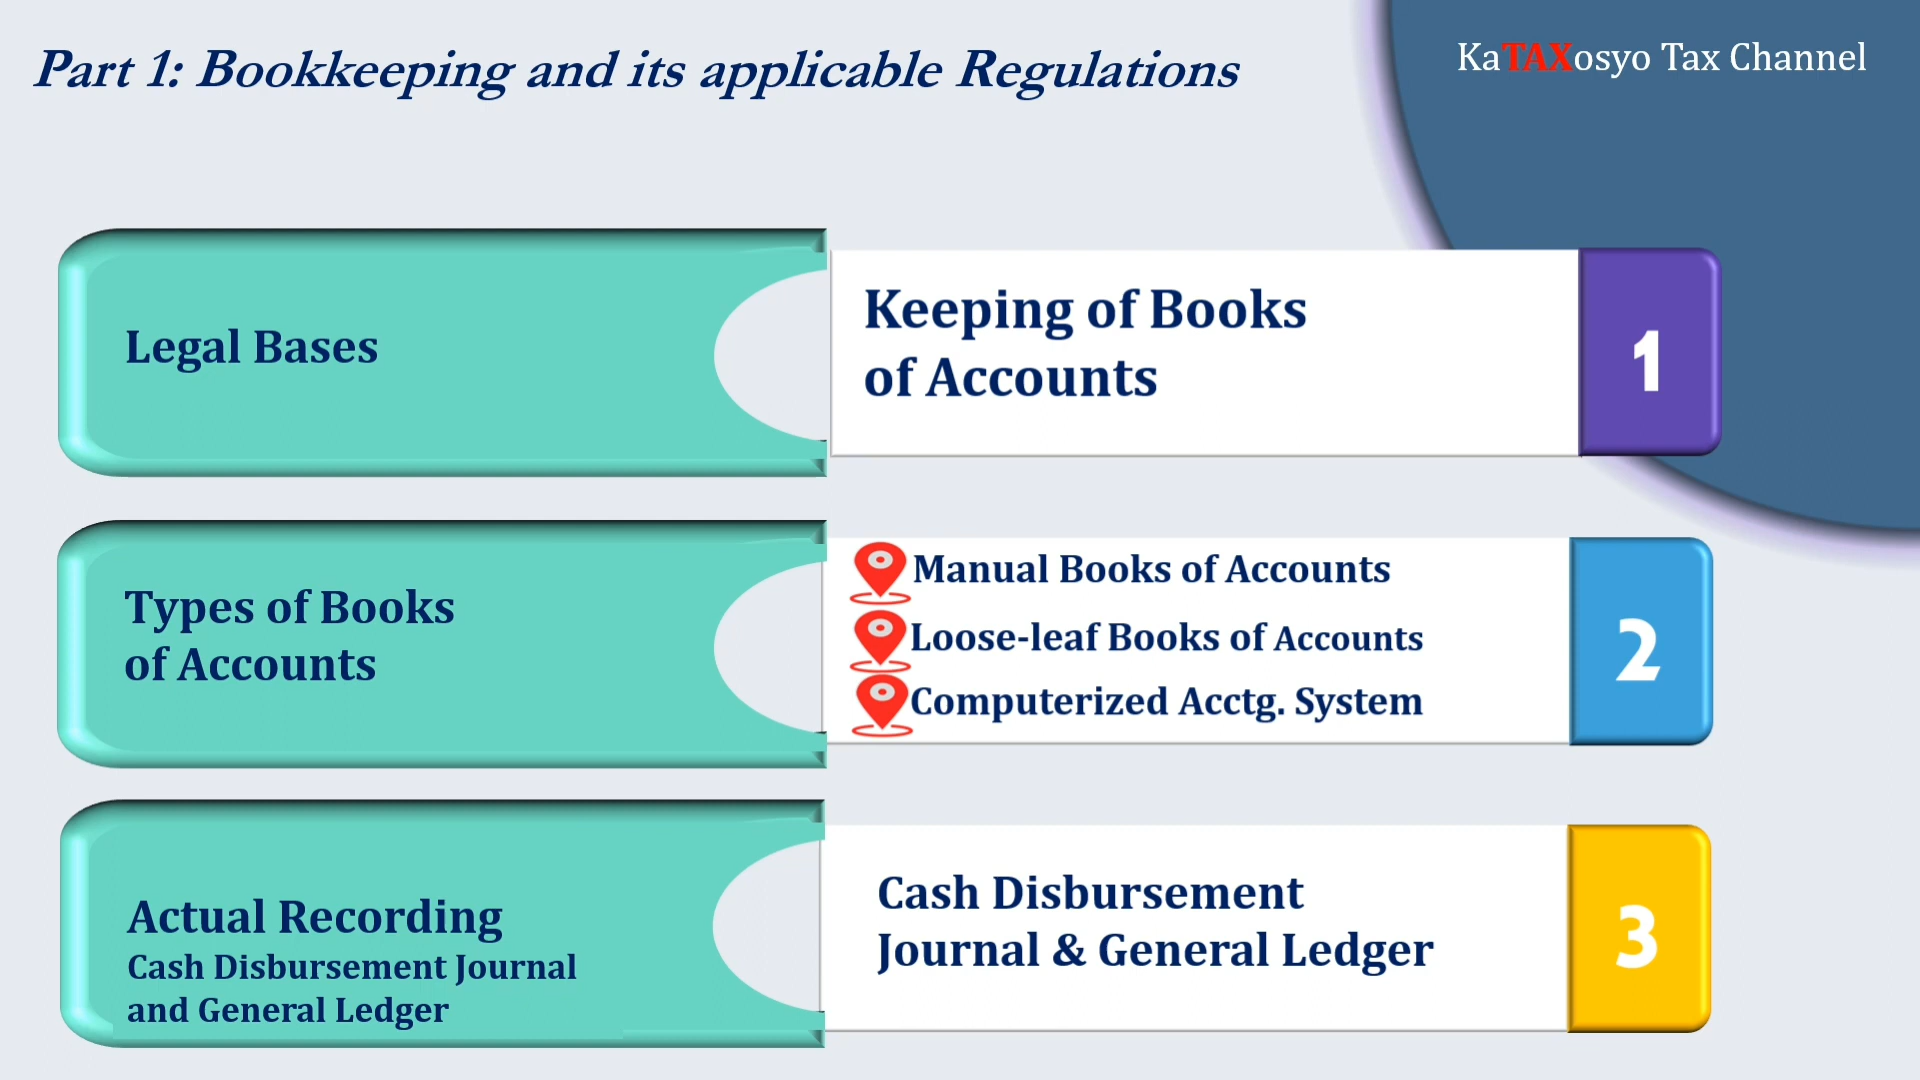 Part 1: Bookkeeping and its applicable Regulations
KaTAXosyo Tax Channel
Legal Bases
Keeping of Books
of Accounts
1
Types of Books
of Accounts
Manual Books of Accounts
Loose-leaf Books of Accounts
Computerized Acctg. System
2
Actual Recording
Cash Disbursement Journal
and General Ledger
Cash Disbursement
Journal & General Ledger
3